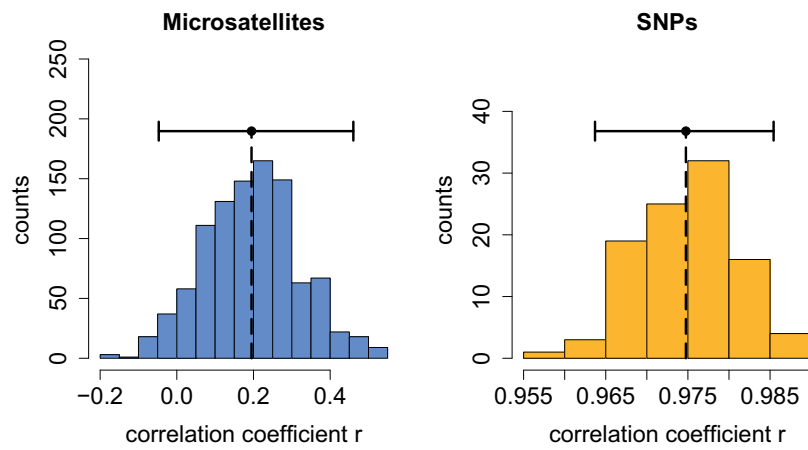 Microsatellites
250
200
150
100
50
0
counts
−0.2 0.0 0.2 0.4
correlation coefficient r
SNPs
40
30
20
10
0
counts
0.955 0.965 0.975 0.985
correlation coefficient r